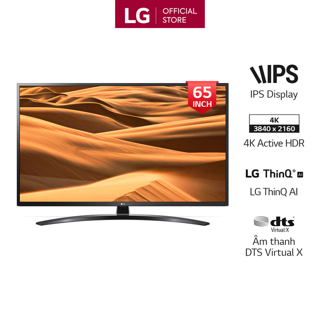 LG OFFICIAL STORE
65 INCH
IPS
IPS Display
4K
3840 x 2160
4K Active HDR
LG ThinQ AI
LG ThinQ AI
dts
Virtual:X
Âm thanh
DTS Virtual X